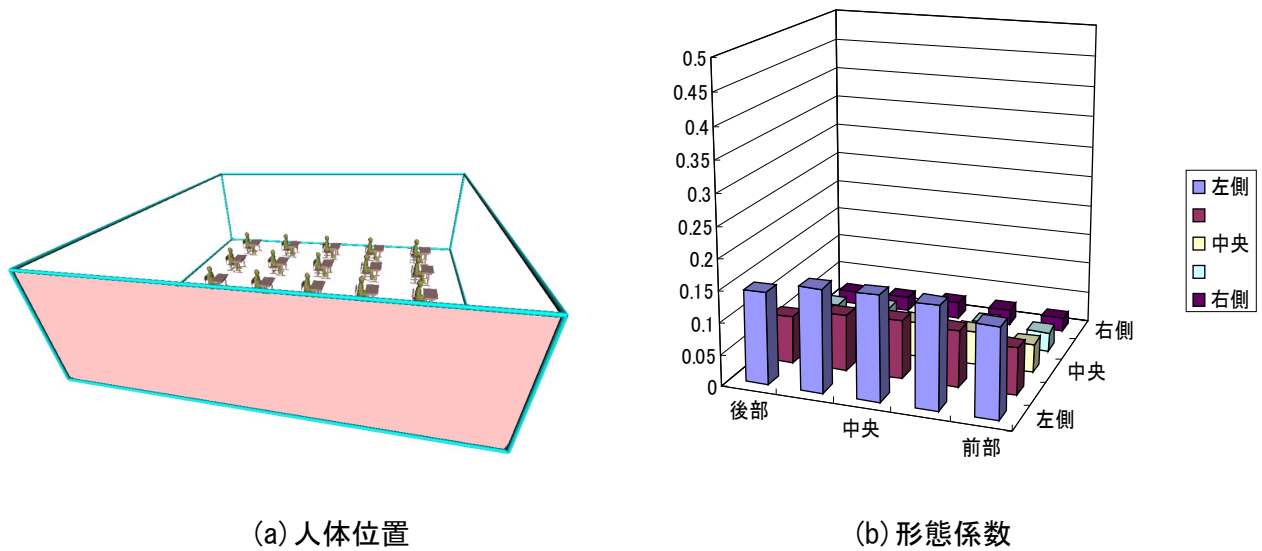 0.5
0.45
0.4
0.35
0.3
0.25
0.2
0.15
0.1
0.05
0
後部
中央
前部
左側
中央
右側
左側
中央
右側
(a) 人体位置
(b) 形態係数